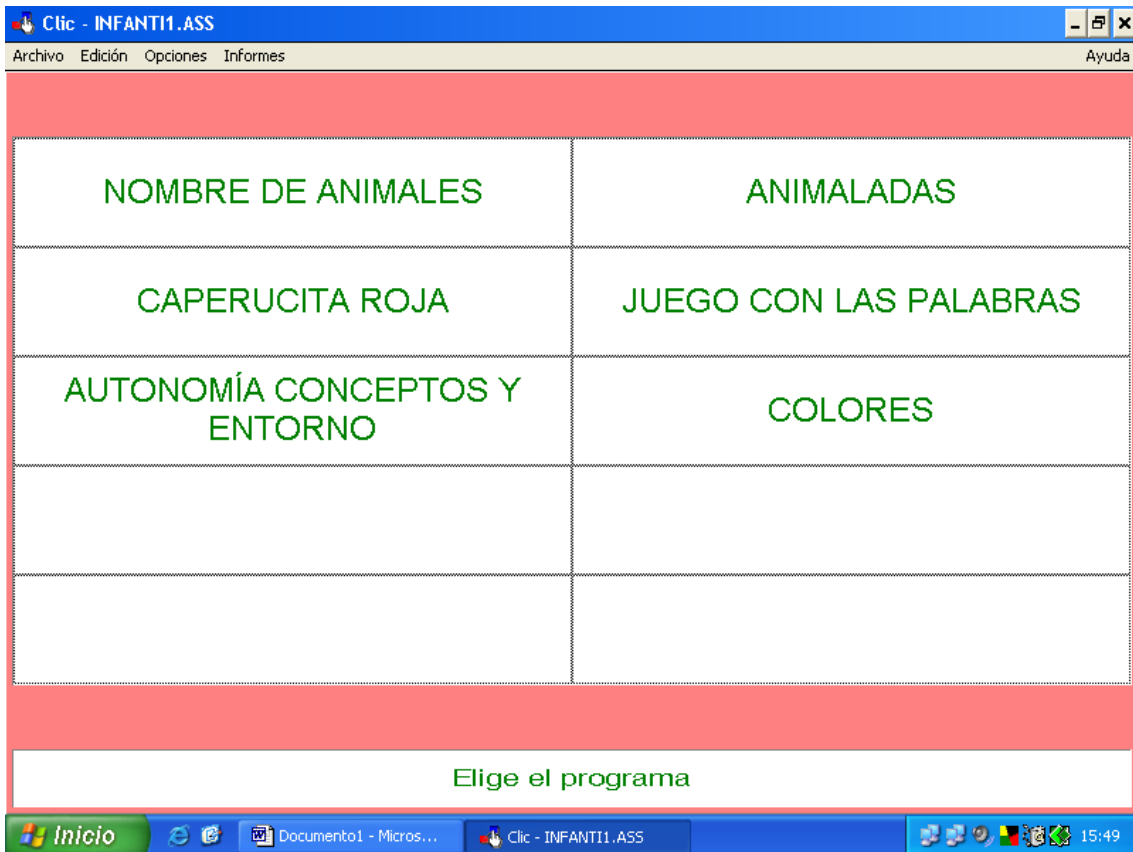 Clic - INFANTI1.ASS
Archivo Edición Opciones Informes Ayuda
NOMBRE DE ANIMALES
ANIMALADAS
CAPERUCITA ROJA
JUEGO CON LAS PALABRAS
AUTONOMÍA CONCEPTOS Y
ENTORNO
COLORES
Elige el programa
Inicio
Documento1 - Micros...
Clic - INFANTI1.ASS
15:49